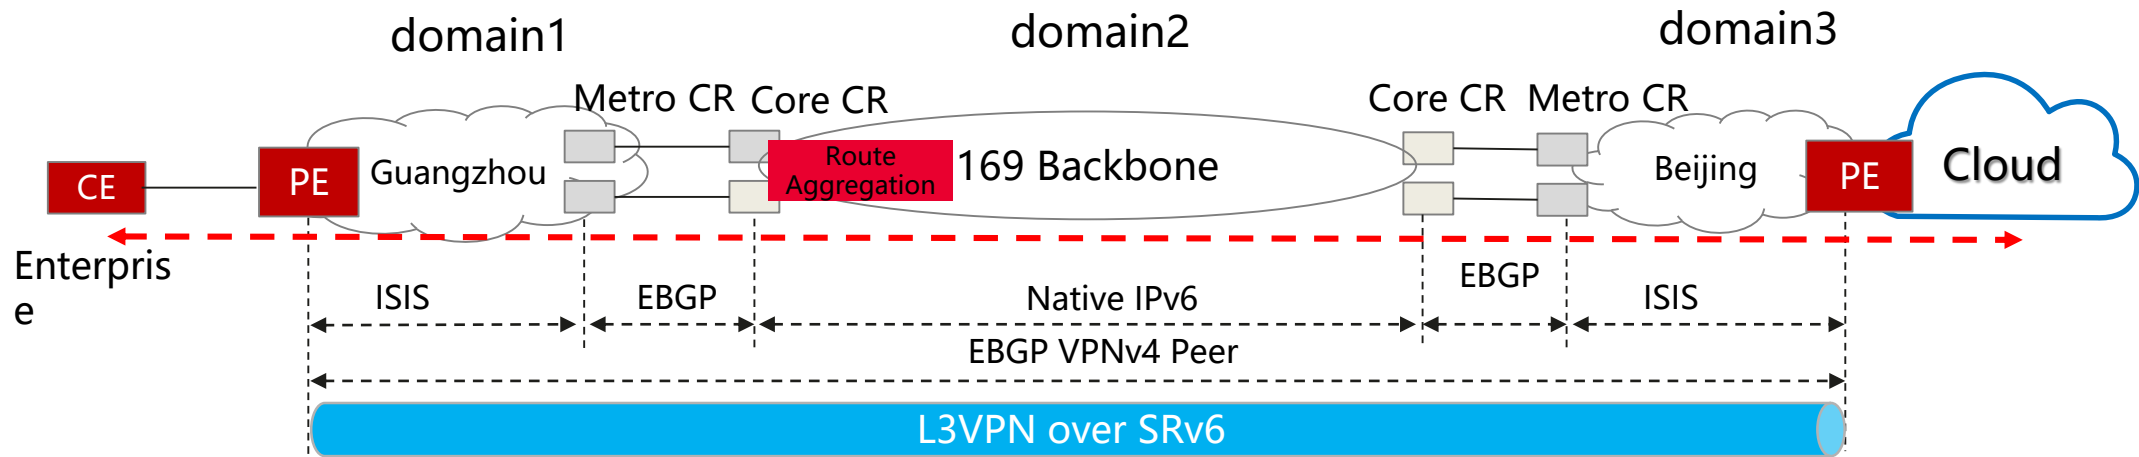 domain1
domain2
domain3
Metro CR
Core CR
Core CR
Metro CR
CE
PE
Guangzhou
Route
Aggregation
169 Backbone
Beijing
PE
Cloud
Enterpris
e
ISIS
EBGP
Native IPv6
EBGP
ISIS
EBGP VPNv4 Peer
L3VPN over SRv6